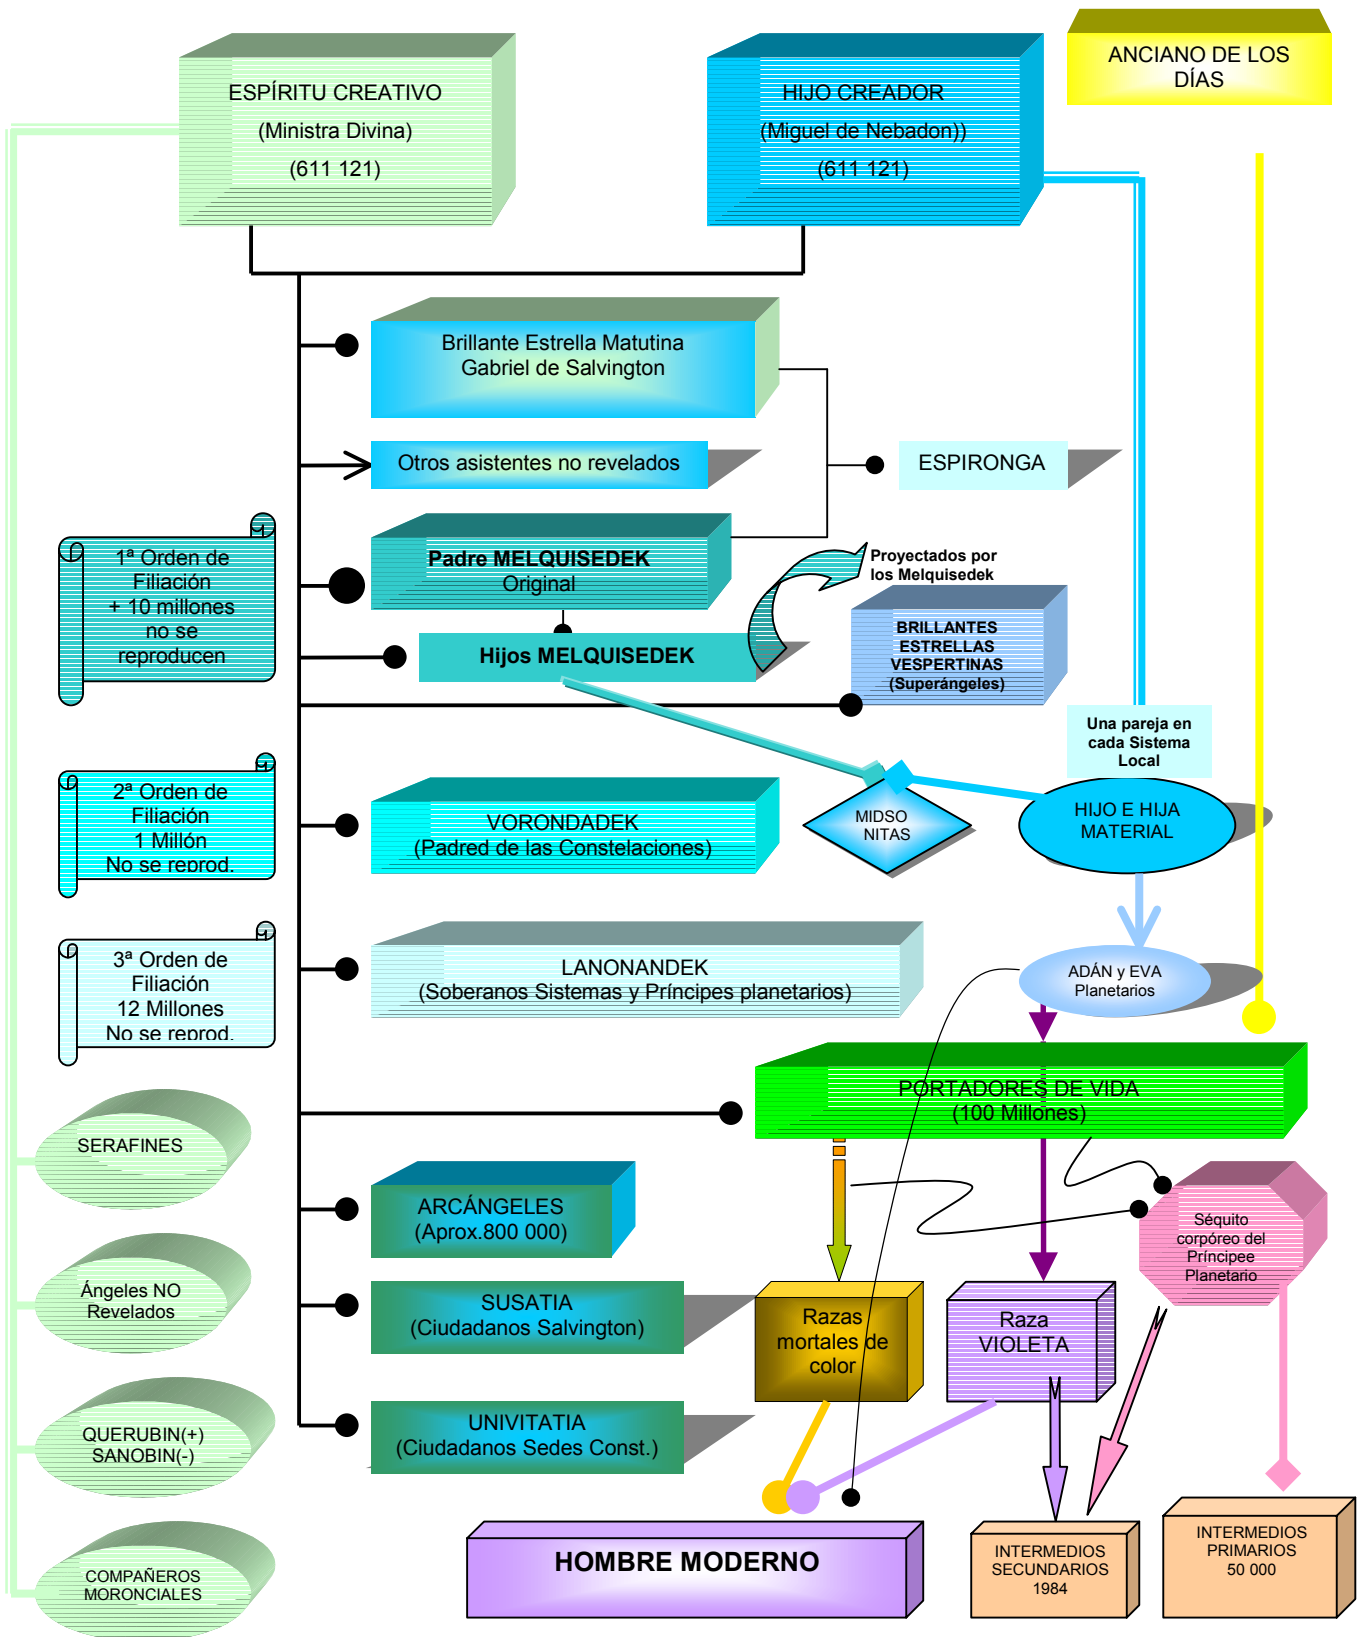 ESPÍRITU CREATIVO
(Ministra Divina)
(611 121)
HIJO CREADOR
(Miguel de Nebadon))
(611 121)
ANCIANO DE LOS
DÍAS
Brillante Estrella Matutina
Gabriel de Salvington
Otros asistentes no revelados
ESPIRONGA
1ª Orden de
Filiación
+ 10 millones
no se
reproducen
Padre MELQUISEDEK
Original
Proyectados por
los Melquisedek
Hijos MELQUISEDEK
BRILLANTES
ESTRELLAS
VESPERTINAS
(Superángeles)
Una pareja en
cada Sistema
Local
2ª Orden de
Filiación
1 Millón
No se reprod.
VORONDADEK
(Padred de las Constelaciones)
MIDSO
NITAS
HIJO E HIJA
MATERIAL
3ª Orden de
Filiación
12 Millones
No se reprod.
LANONANDEK
(Soberanos Sistemas y Príncipes planetarios)
ADÁN y EVA
Planetarios
PORTADORES DE VIDA
(100 Millones)
SERAFINES
ARCÁNGELES
(Aprox.800 000)
Séquito
corpóreo del
Príncipee
Planetario
Ángeles NO
Revelados
SUSATIA
(Ciudadanos Salvington)
Razas
mortales de
color
Raza
VIOLETA
QUERUBIN(+)
SANOBIN(-)
UNIVITATIA
(Ciudadanos Sedes Const.)
COMPAÑEROS
MORONCIALES
HOMBRE MODERNO
INTERMEDIOS
SECUNDARIOS
1984
INTERMEDIOS
PRIMARIOS
50 000